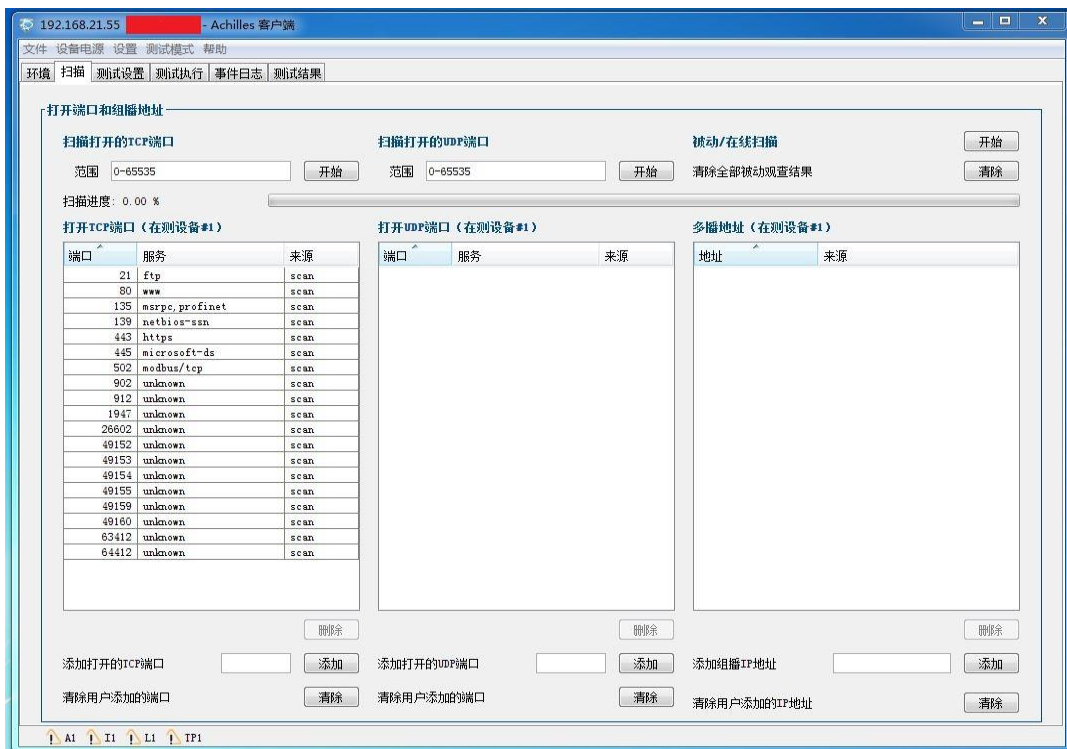 192.168.21.55 - Achilles 客户端
文件 设备电源 设置 测试模式 帮助
环境 扫描 测试设置 测试执行 事件日志 测试结果
打开端口和组播地址
扫描打开的TCP端口 扫描打开的UDP端口 被动/在线扫描 开始
范围 0-65535 开始 范围 0-65535 开始 清除全部被动观查结果 清除
扫描进度: 0.00 %
打开TCP端口（在测设备#1） 打开UDP端口（在测设备#1） 多播地址（在测设备#1）
端口 服务 来源 端口 服务 来源 地址 来源
21 ftp scan
80 www scan
135 msrpc,profinet scan
139 netbios-ssn scan
443 https scan
445 microsoft-ds scan
502 modbus/tcp scan
902 unknown scan
912 unknown scan
1947 unknown scan
26602 unknown scan
49152 unknown scan
49153 unknown scan
49154 unknown scan
49155 unknown scan
49159 unknown scan
49160 unknown scan
63412 unknown scan
64412 unknown scan
删除 删除 删除
添加打开的TCP端口 添加 添加打开的UDP端口 添加 添加组播IP地址 添加
清除用户添加的端口 清除 清除用户添加的端口 清除 清除用户添加的IP地址 清除
A1 I1 L1 TP1